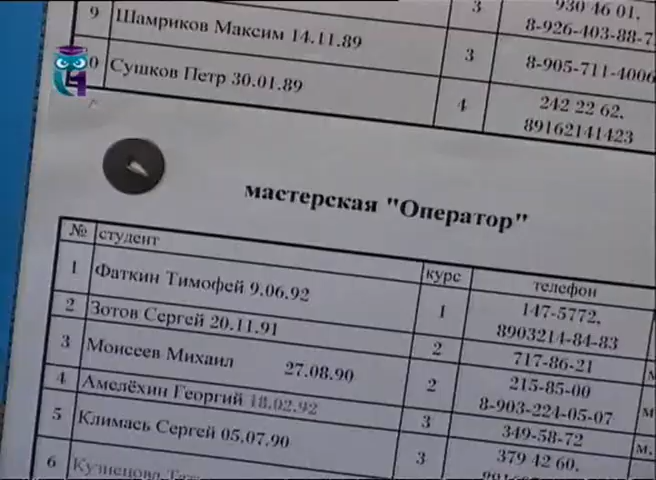 930 46 01,
9 Шамриков Максим 14.11.89 3 8-926-403-88-7
0 Сушков Петр 30.01.89 3 8-905-711-4006
4 242 22 62,
89162141423
мастерская "Оператор"
№ студент курс телефон
1 Фаткин Тимофей 9.06.92 1 147-5772,
8903214-84-83
2 Зотов Сергей 20.11.91 2 717-86-21
3 Моисеев Михаил 27.08.90 2 215-85-00
8-903-224-05-07
4 Амелёхин Георгий 18.02.92 3 349-58-72
5 Климась Сергей 05.07.90 3 379 42 60,
6 Кузнецова